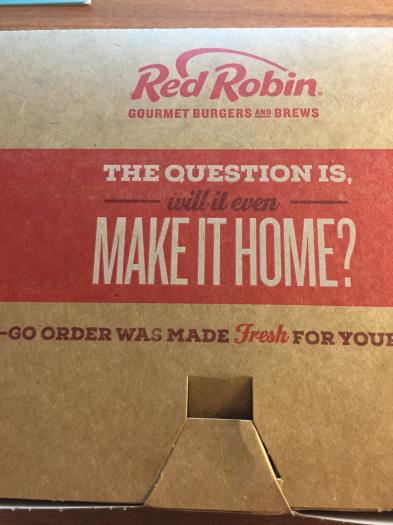 Red Robin
GOURMET BURGERS AND BREWS
THE QUESTION IS,
will it even
MAKE IT HOME?
-GO ORDER WAS MADE Fresh FOR YOUR